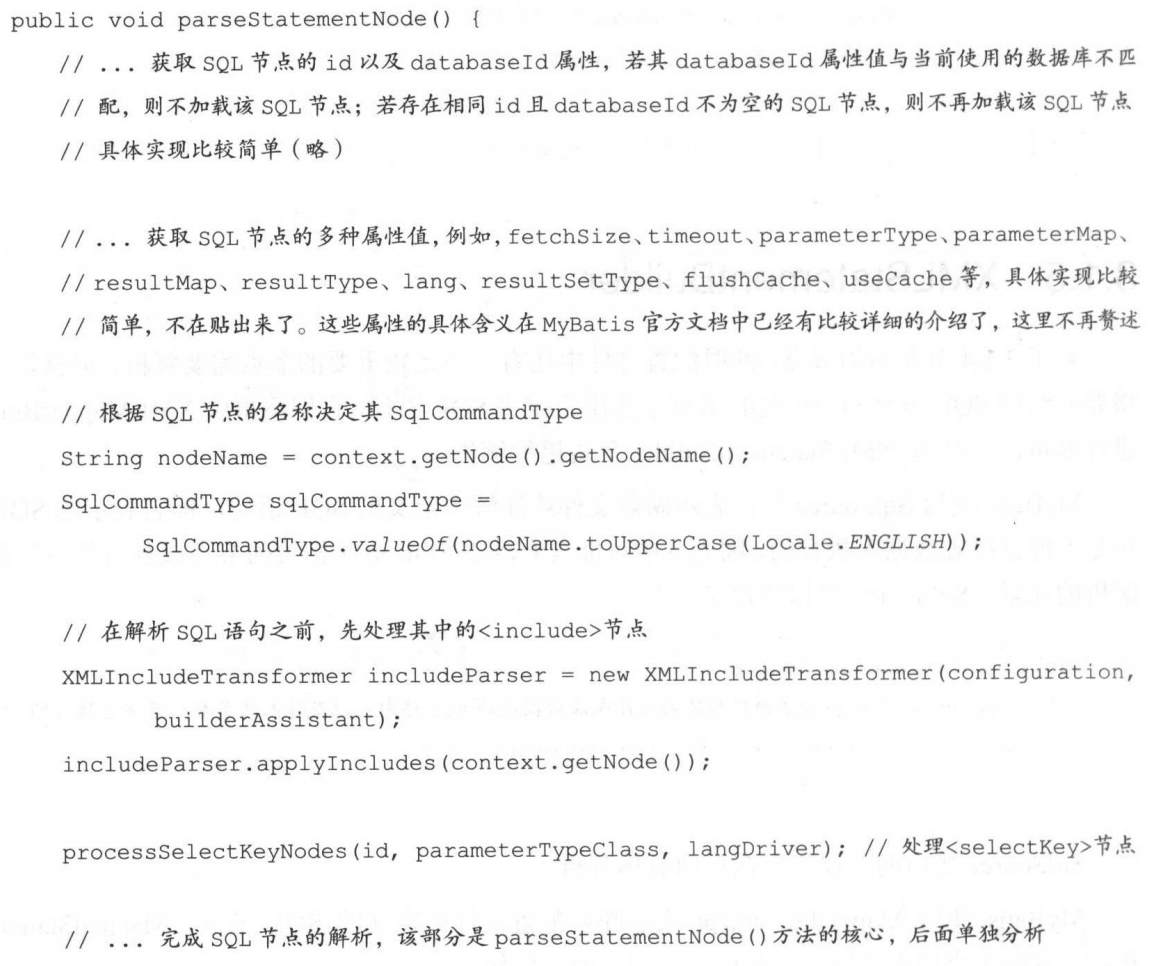 public void parseStatementNode() {
// ... 获取 SQL 节点的 id 以及 databaseId 属性，若其 databaseId 属性值与当前使用的数据库不匹
// 配，则不加载该 SQL 节点；若存在相同 id 且 databaseId 不为空的 SQL 节点，则不再加载该 SQL 节点
// 具体实现比较简单（略）
// ... 获取 SQL 节点的多种属性值，例如，fetchSize、timeout、parameterType、parameterMap、
// resultMap、resultType、lang、resultSetType、flushCache、useCache 等，具体实现比较
// 简单，不在贴出来了。这些属性的具体含义在 MyBatis 官方文档中已经有比较详细的介绍了，这里不再赘述
// 根据 SQL 节点的名称决定其 SqlCommandType
String nodeName = context.getNode().getNodeName();
SqlCommandType sqlCommandType =
SqlCommandType.valueOf(nodeName.toUpperCase(Locale.ENGLISH));
// 在解析 SQL 语句之前，先处理其中的<include>节点
XMLIncludeTransformer includeParser = new XMLIncludeTransformer(configuration,
builderAssistant);
includeParser.applyIncludes(context.getNode());
processSelectKeyNodes(id, parameterTypeClass, langDriver); // 处理<selectKey>节点
// ... 完成 SQL 节点的解析，该部分是 parseStatementNode()方法的核心，后面单独分析